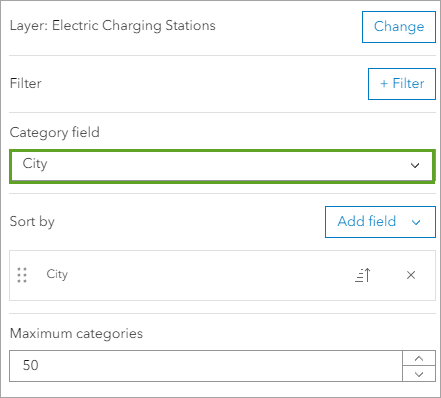 Layer: Electric Charging Stations
Change
Filter
+ Filter
Category field
City
Sort by
Add field
City
Maximum categories
50